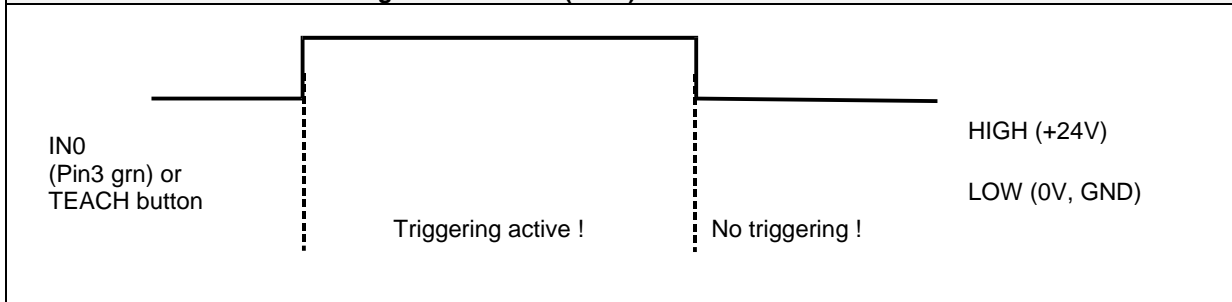 IN0
(Pin3 grn) or
TEACH button
Triggering active !
No triggering !
HIGH (+24V)
LOW (0V, GND)